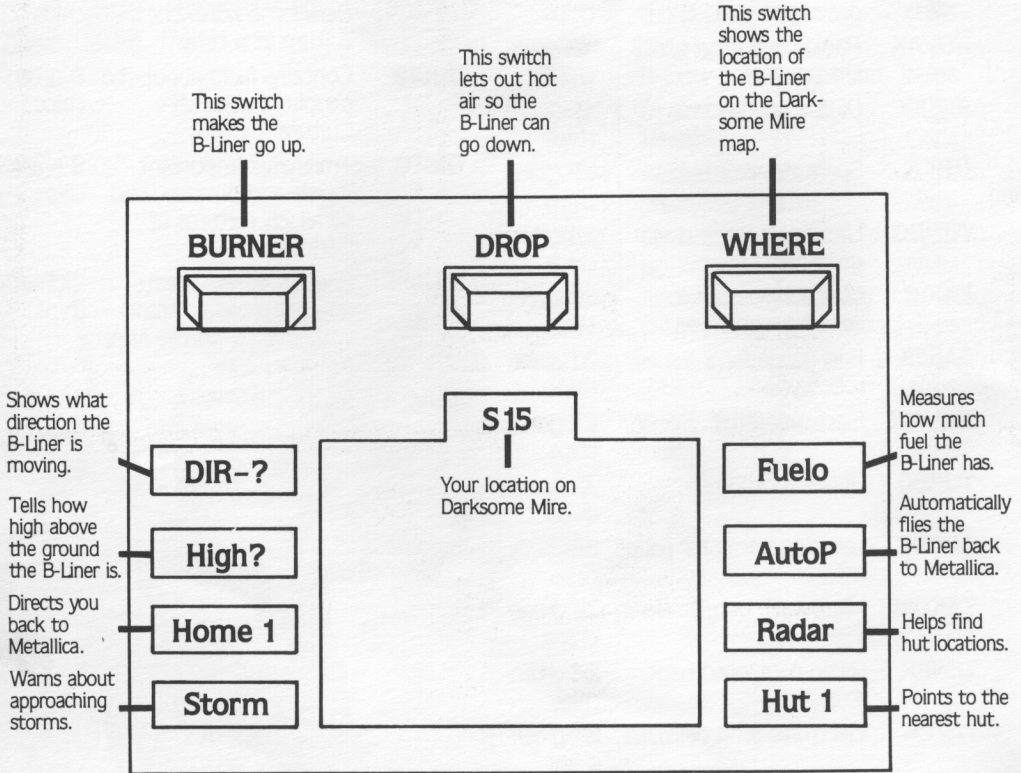 This switch
makes the
B-Liner go up.
This switch
lets out hot
air so the
B-Liner can
go down.
This switch
shows the
location of
the B-Liner
on the Dark-
some Mire
map.
BURNER
DROP
WHERE
Shows what
direction the
B-Liner is
moving.
DIR-?
Tells how
high above
the ground
the B-Liner is.
High?
Directs you
back to
Metallica.
Home 1
Warns about
approaching
storms.
Storm
S 15
Your location on
Darksome Mire.
Fuelo
Measures
how much
fuel the
B-Liner has.
AutoP
Automatically
flies the
B-Liner back
to Metallica.
Radar
Helps find
hut locations.
Hut 1
Points to the
nearest hut.